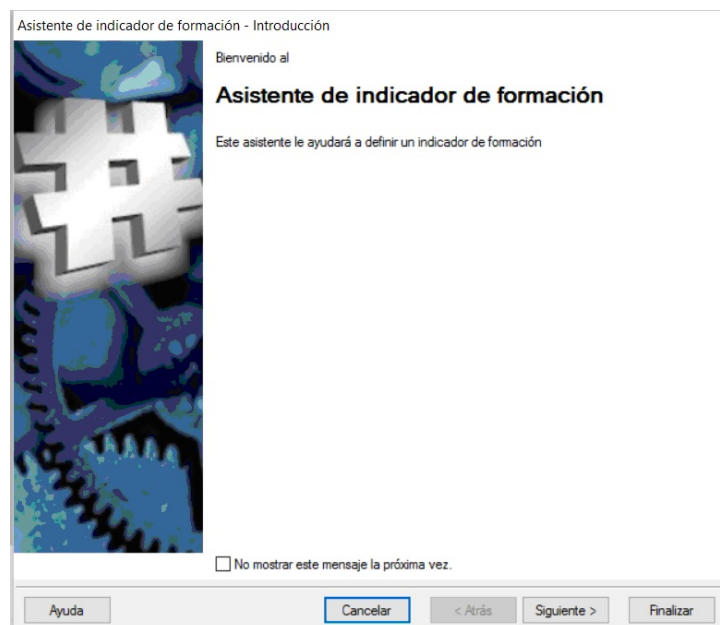 Asistente de indicador de formación - Introducción
Bienvenido al
Asistente de indicador de formación
Este asistente le ayudará a definir un indicador de formación
#
No mostrar este mensaje la próxima vez.
Ayuda
Cancelar
< Atrás
Siguiente >
Finalizar